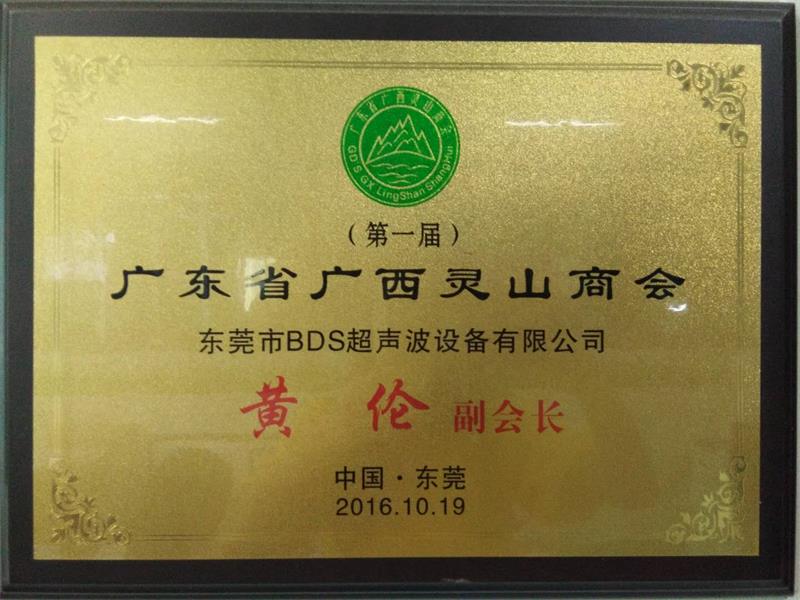 广东省广西灵山商会
GDS GX LingShan ShangHui
（第一届）
广东省广西灵山商会
东莞市BDS超声波设备有限公司
黄 伦 副会长
中国·东莞
2016.10.19